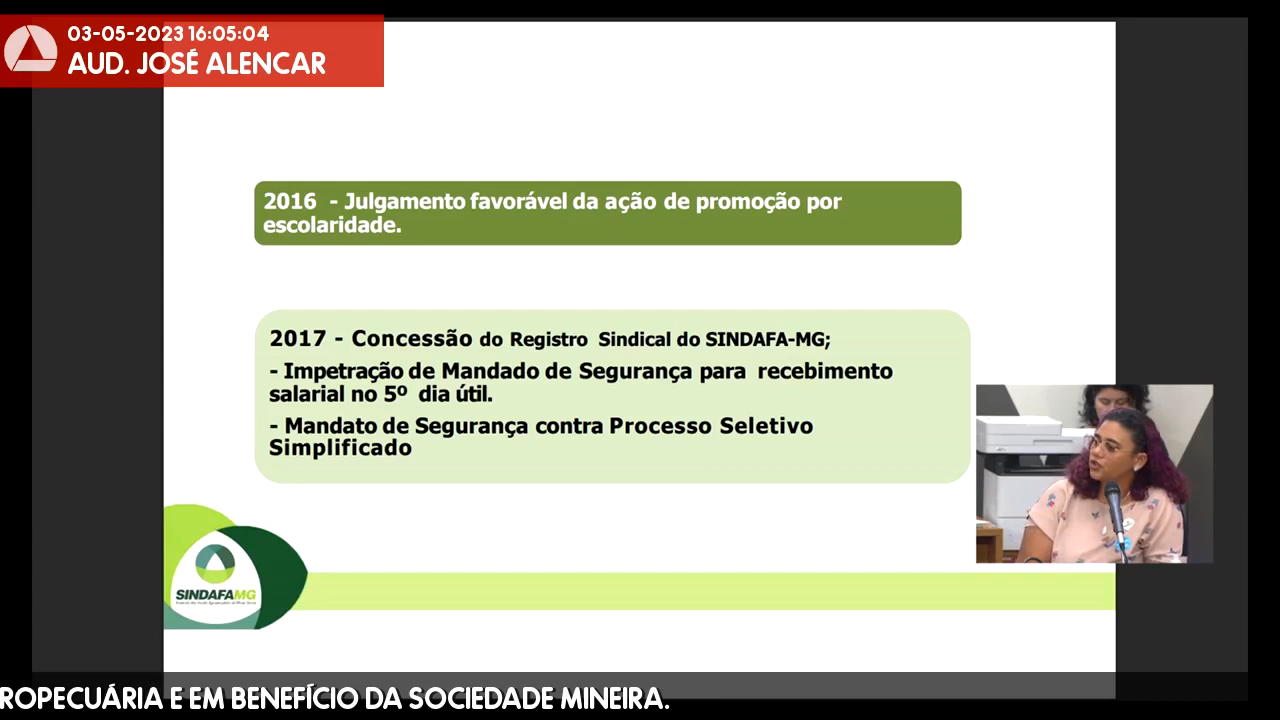 03-05-2023 16:05:04
AUD. JOSÉ ALENCAR
2016 - Julgamento favorável da ação de promoção por
escolaridade.
2017 - Concessão do Registro Sindical do SINDAFA-MG;
- Impetração de Mandado de Segurança para recebimento
salarial no 5º dia útil.
- Mandato de Segurança contra Processo Seletivo
Simplificado
SINDAFAMG
ROPECUÁRIA E EM BENEFÍCIO DA SOCIEDADE MINEIRA.